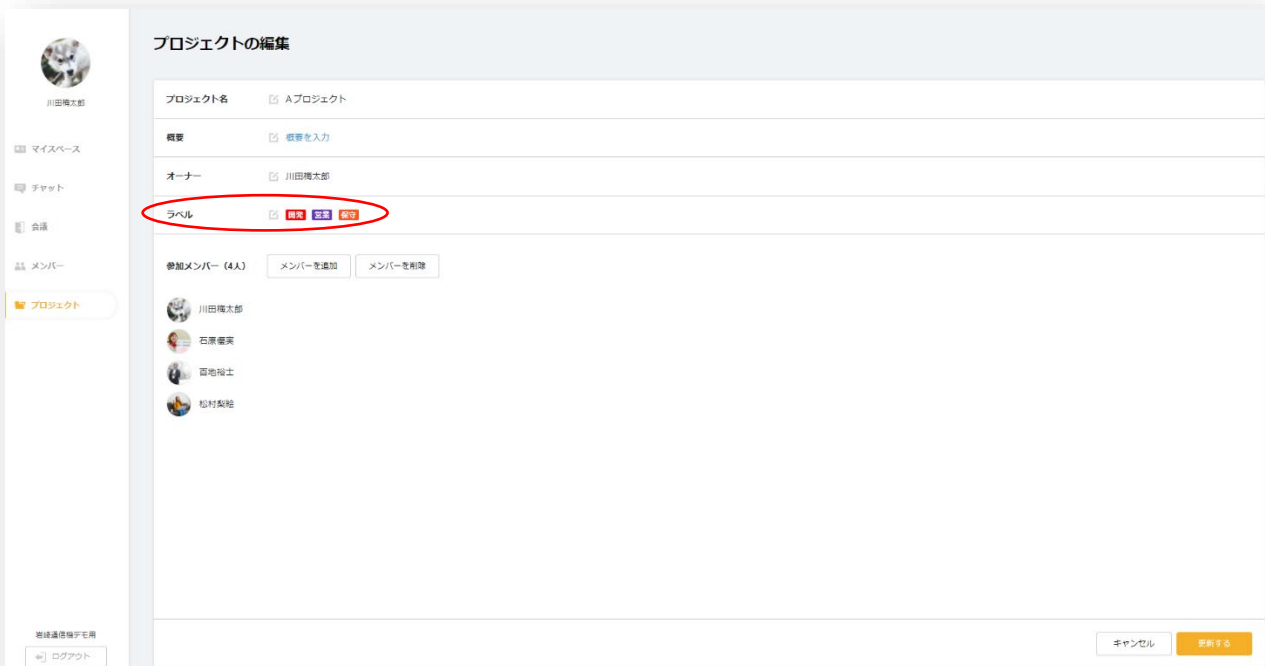 川田梅太郎
マイスペース
チャット
会議
メンバー
プロジェクト
岩崎通信機デモ用
ログアウト
プロジェクトの編集
プロジェクト名 Aプロジェクト
概要 概要を入力
オーナー 川田梅太郎
ラベル 開発 営業 保守
参加メンバー（4人） メンバーを追加 メンバーを削除
川田梅太郎
石原優実
百地裕士
松村梨絵
キャンセル 更新する